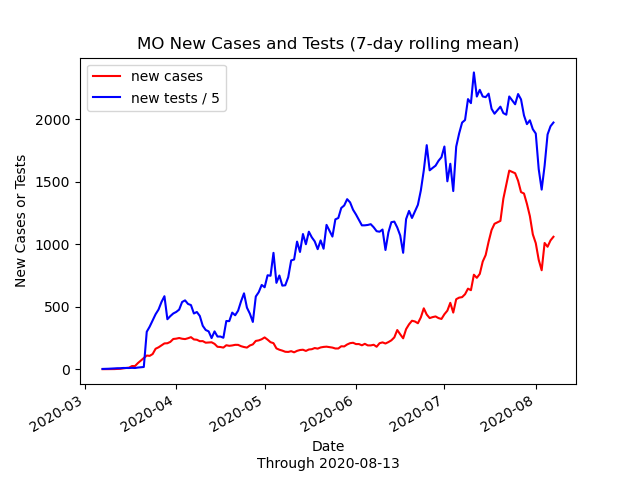 MO New Cases and Tests (7-day rolling mean)
new cases
new tests / 5
New Cases or Tests
2000
1500
1000
500
0
2020-03
2020-04
2020-05
2020-06
2020-07
2020-08
Date
Through 2020-08-13